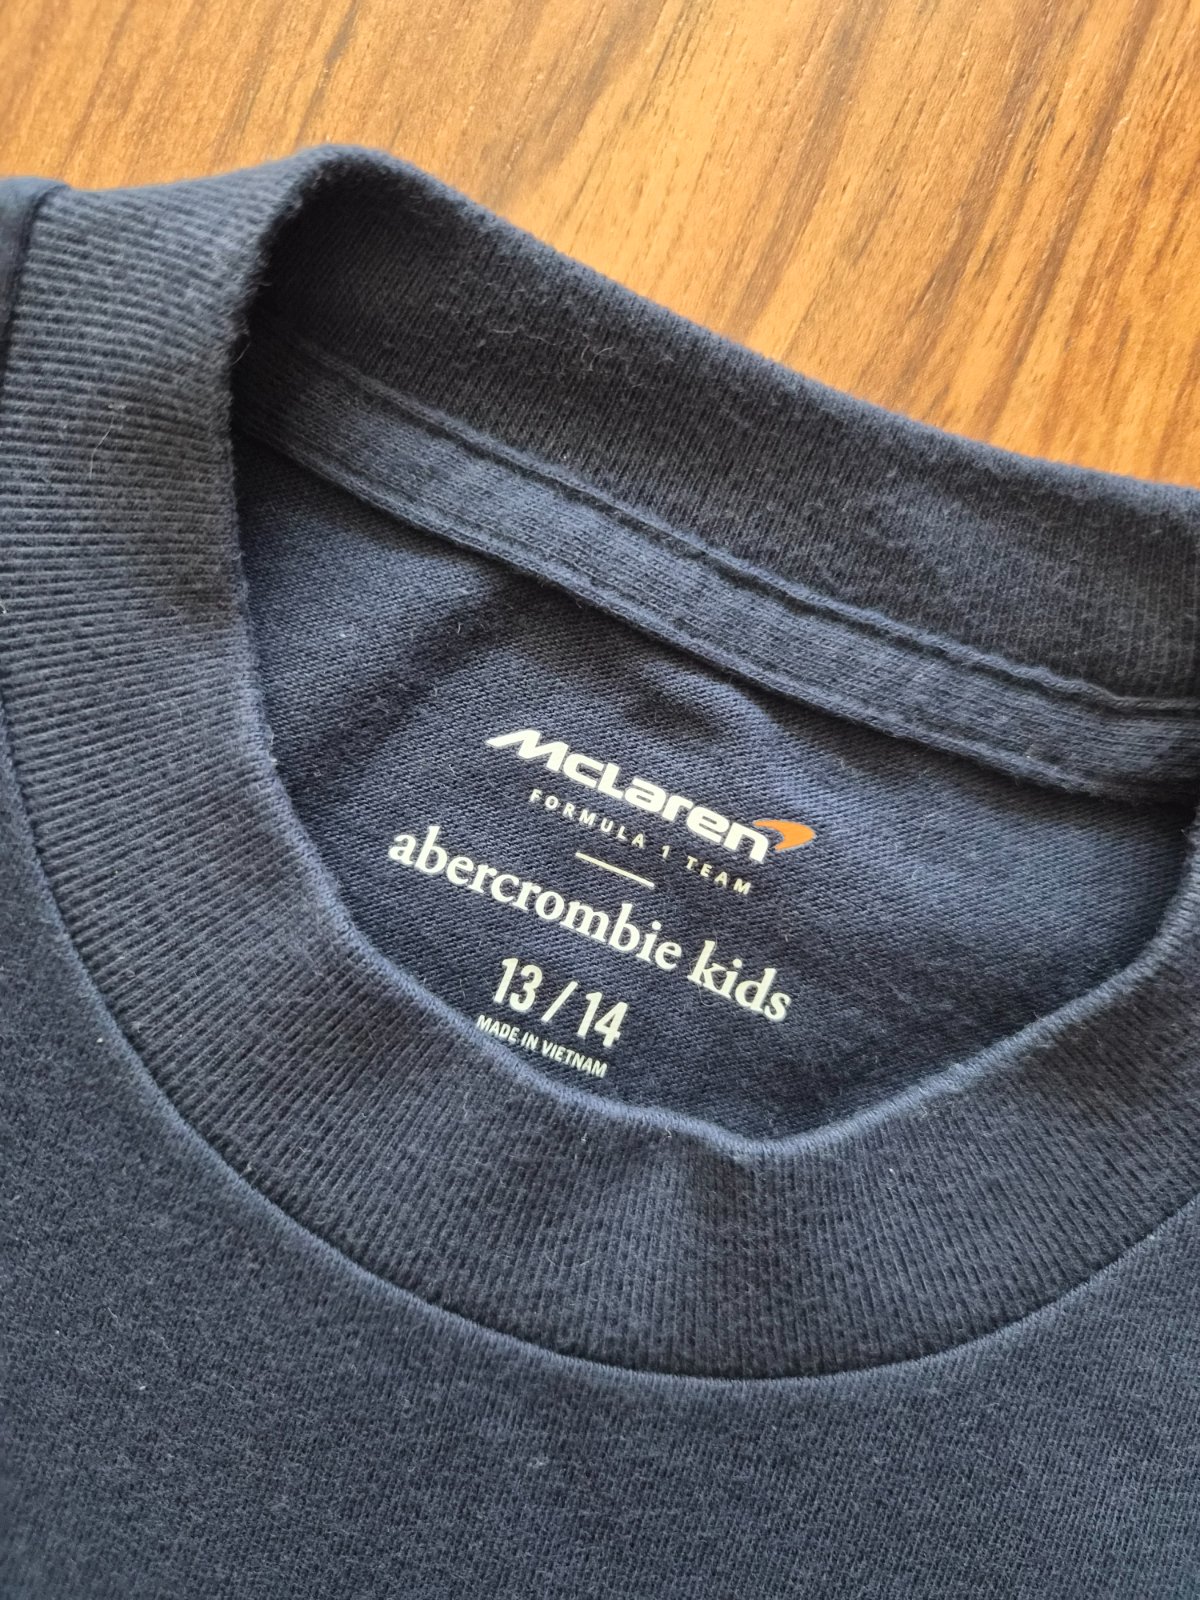 McLaren
FORMULA 1 TEAM
abercrombie kids
13 / 14
MADE IN VIETNAM